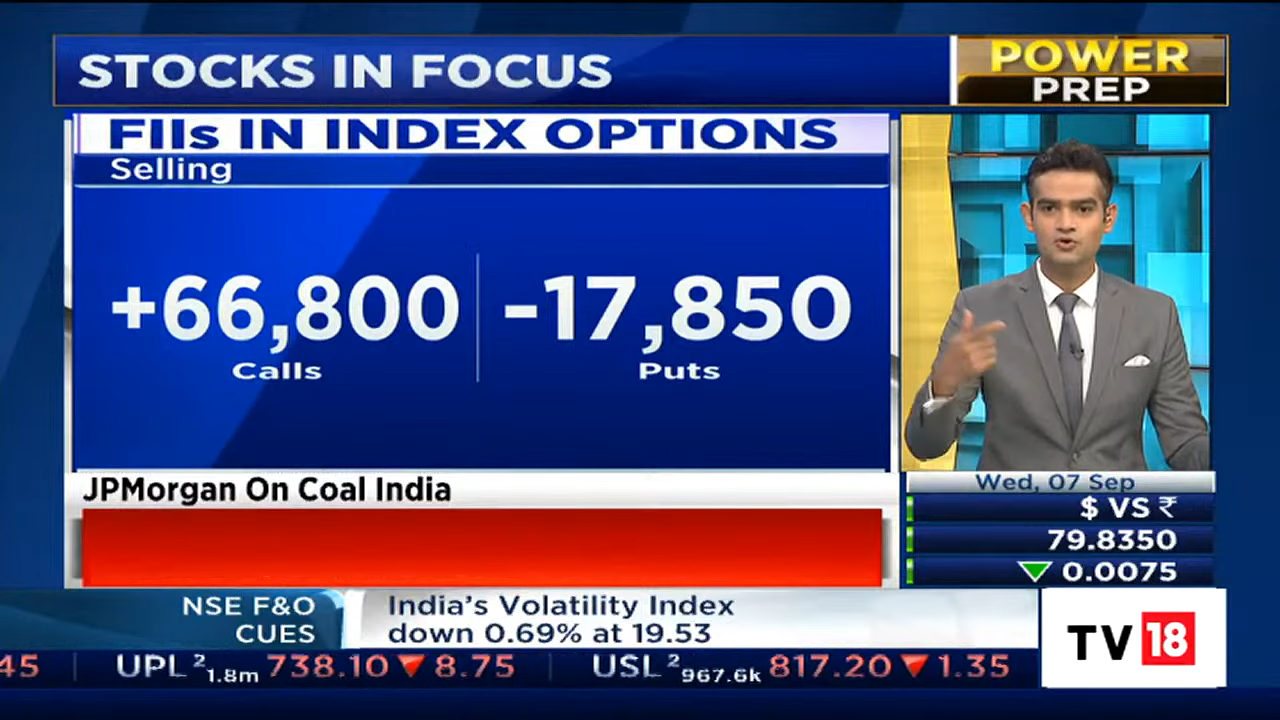 STOCKS IN FOCUS
POWER
PREP
FIIs IN INDEX OPTIONS
Selling
+66,800
Calls
-17,850
Puts
JPMorgan On Coal India
Wed, 07 Sep
$ VS ₹
79.8350
▼ 0.0075
NSE F&O
CUES
India's Volatility Index
down 0.69% at 19.53
TV18
45 UPL 2 1.8m 738.10 ▼ 8.75 USL 2 967.6k 817.20 ▼ 1.35